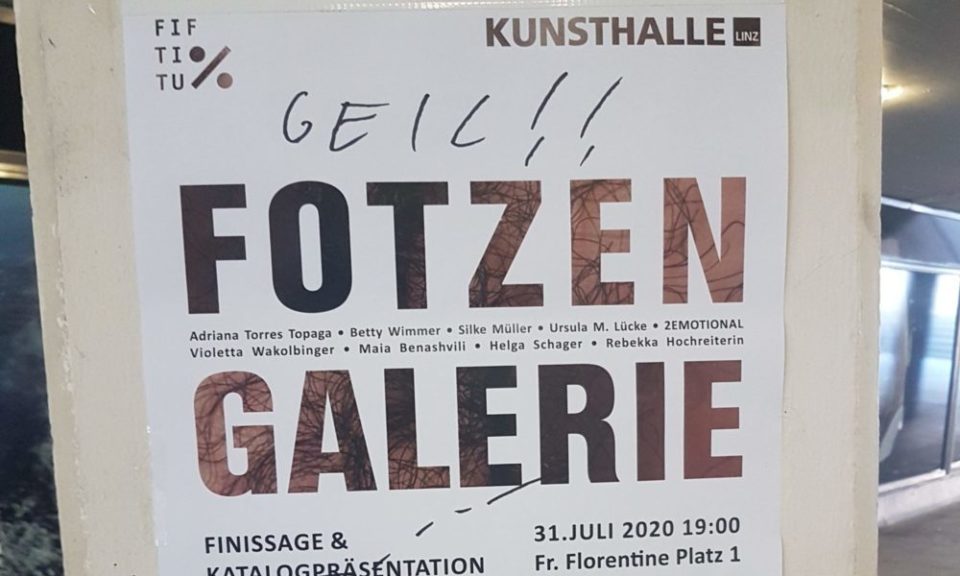 FIF
TI%
TU
KUNSTHALLE LINZ
GEIL!!
FOTZEN
Adriana Torres Topaga • Betty Wimmer • Silke Müller • Ursula M. Lücke • 2EMOTIONAL
Violetta Wakolbinger • Maia Benashvili • Helga Schager • Rebekka Hochreiterin
GALERIE
FINISSAGE &
KATALOGPRÄSENTATION
31.JULI 2020 19:00
Fr. Florentine Platz 1